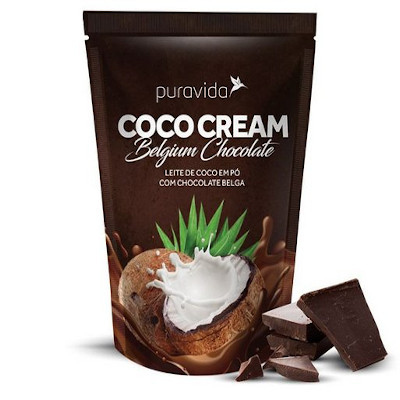 puravida
COCO CREAM
Belgium Chocolate
LEITE DE COCO EM PÓ
COM CHOCOLATE BELGA